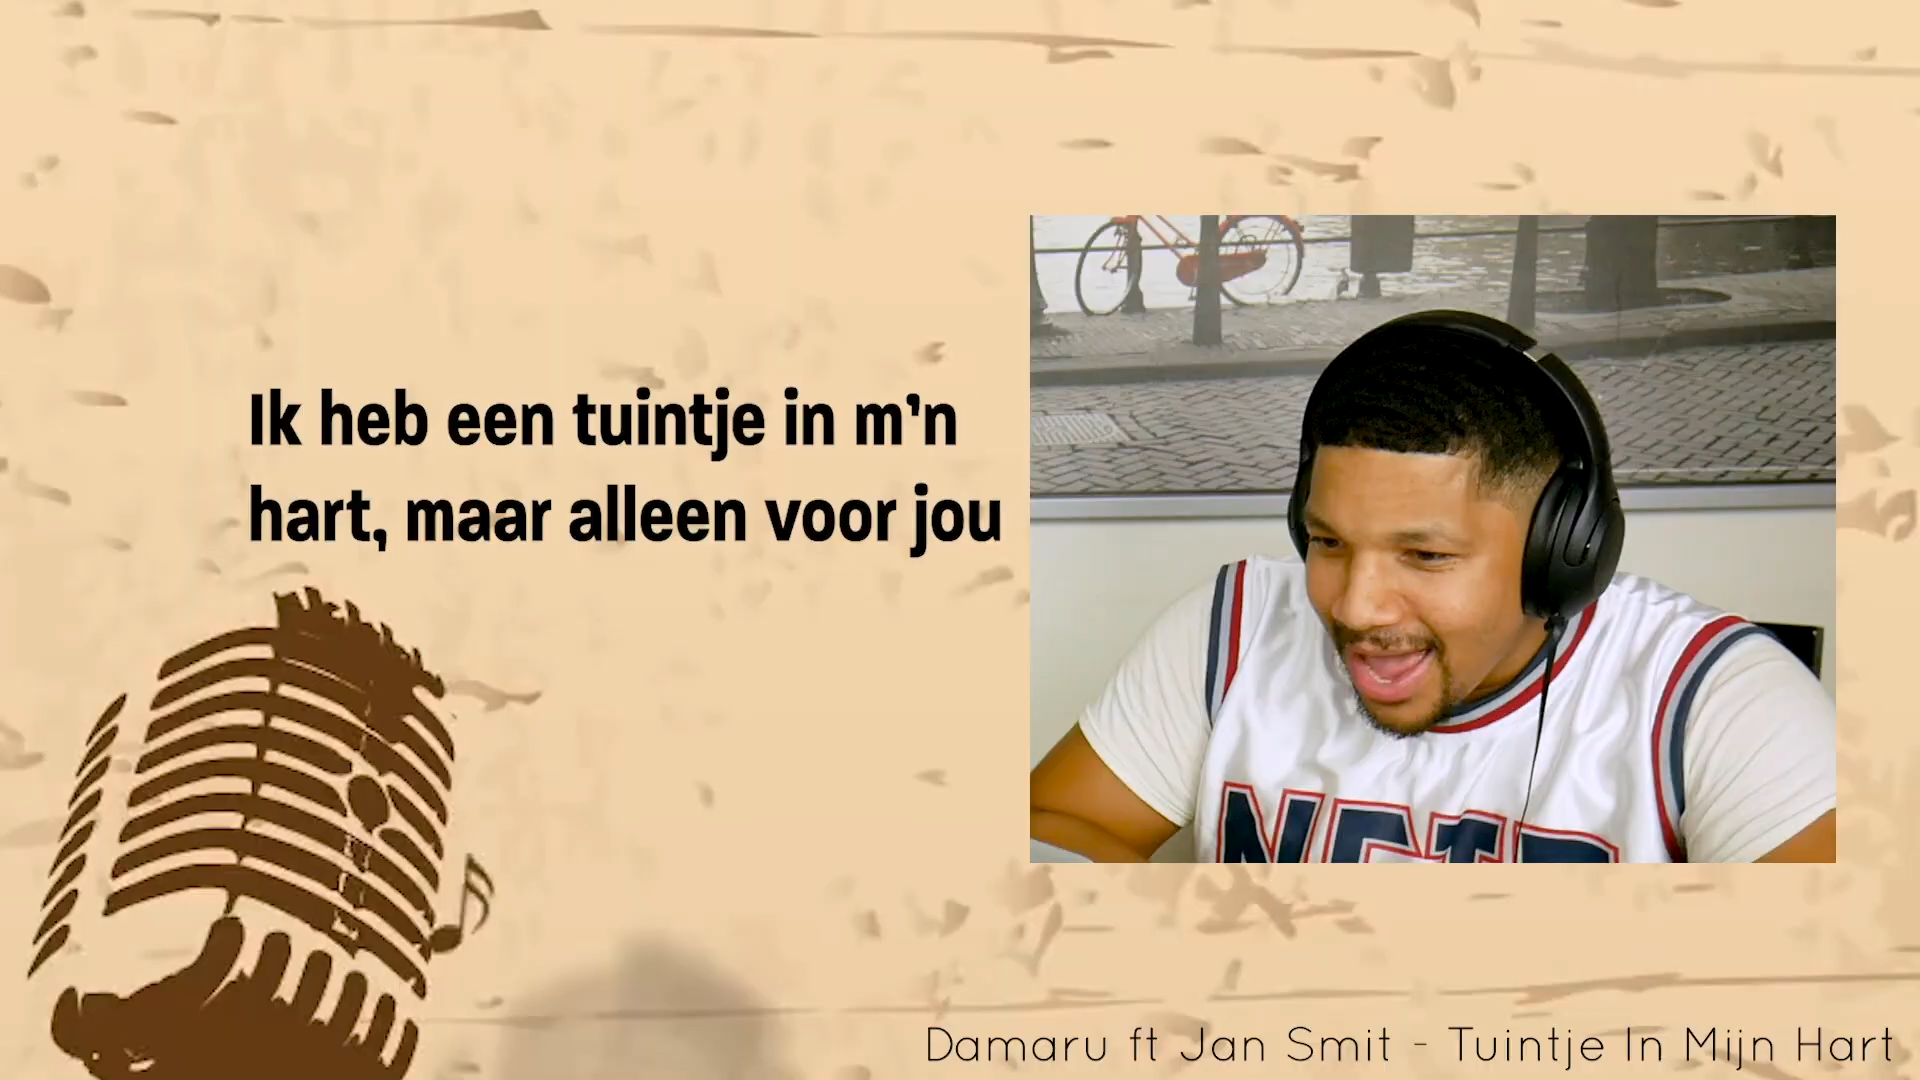 Ik heb een tuintje in m'n
hart, maar alleen voor jou
Damaru ft Jan Smit - Tuintje In Mijn Hart